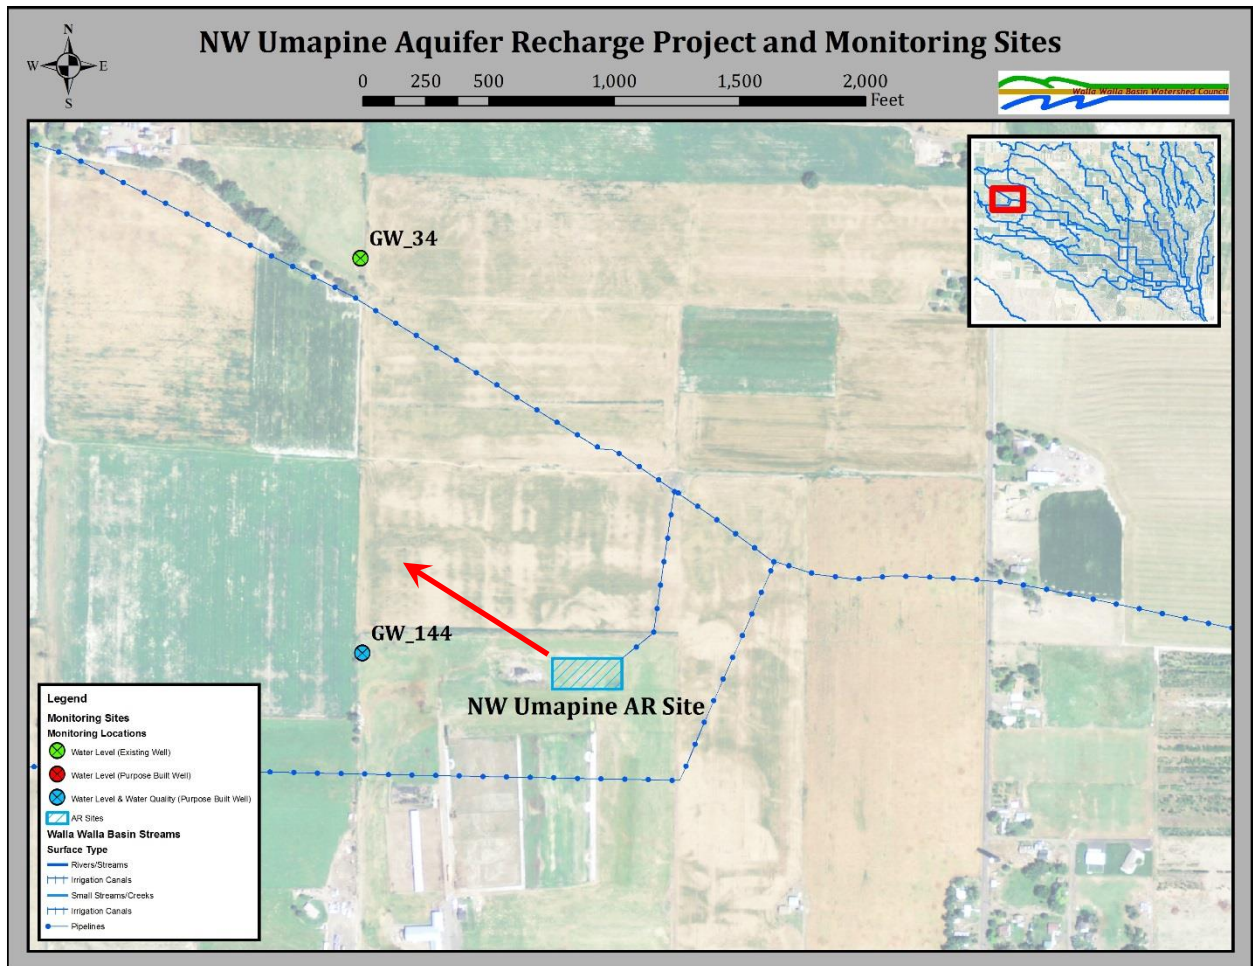 NW Umapine Aquifer Recharge Project and Monitoring Sites
N
W E
S
0 250 500 1,000 1,500 2,000
Feet
Walla Walla Basin Watershed Council
GW_34
GW_144
NW Umapine AR Site
Legend
Monitoring Sites
Monitoring Locations
Water Level (Existing Well)
Water Level (Purpose Built Well)
Water Level & Water Quality (Purpose Built Well)
AR Sites
Walla Walla Basin Streams
Surface Type
Rivers/Streams
Irrigation Canals
Small Streams/Creeks
Irrigation Canals
Pipelines